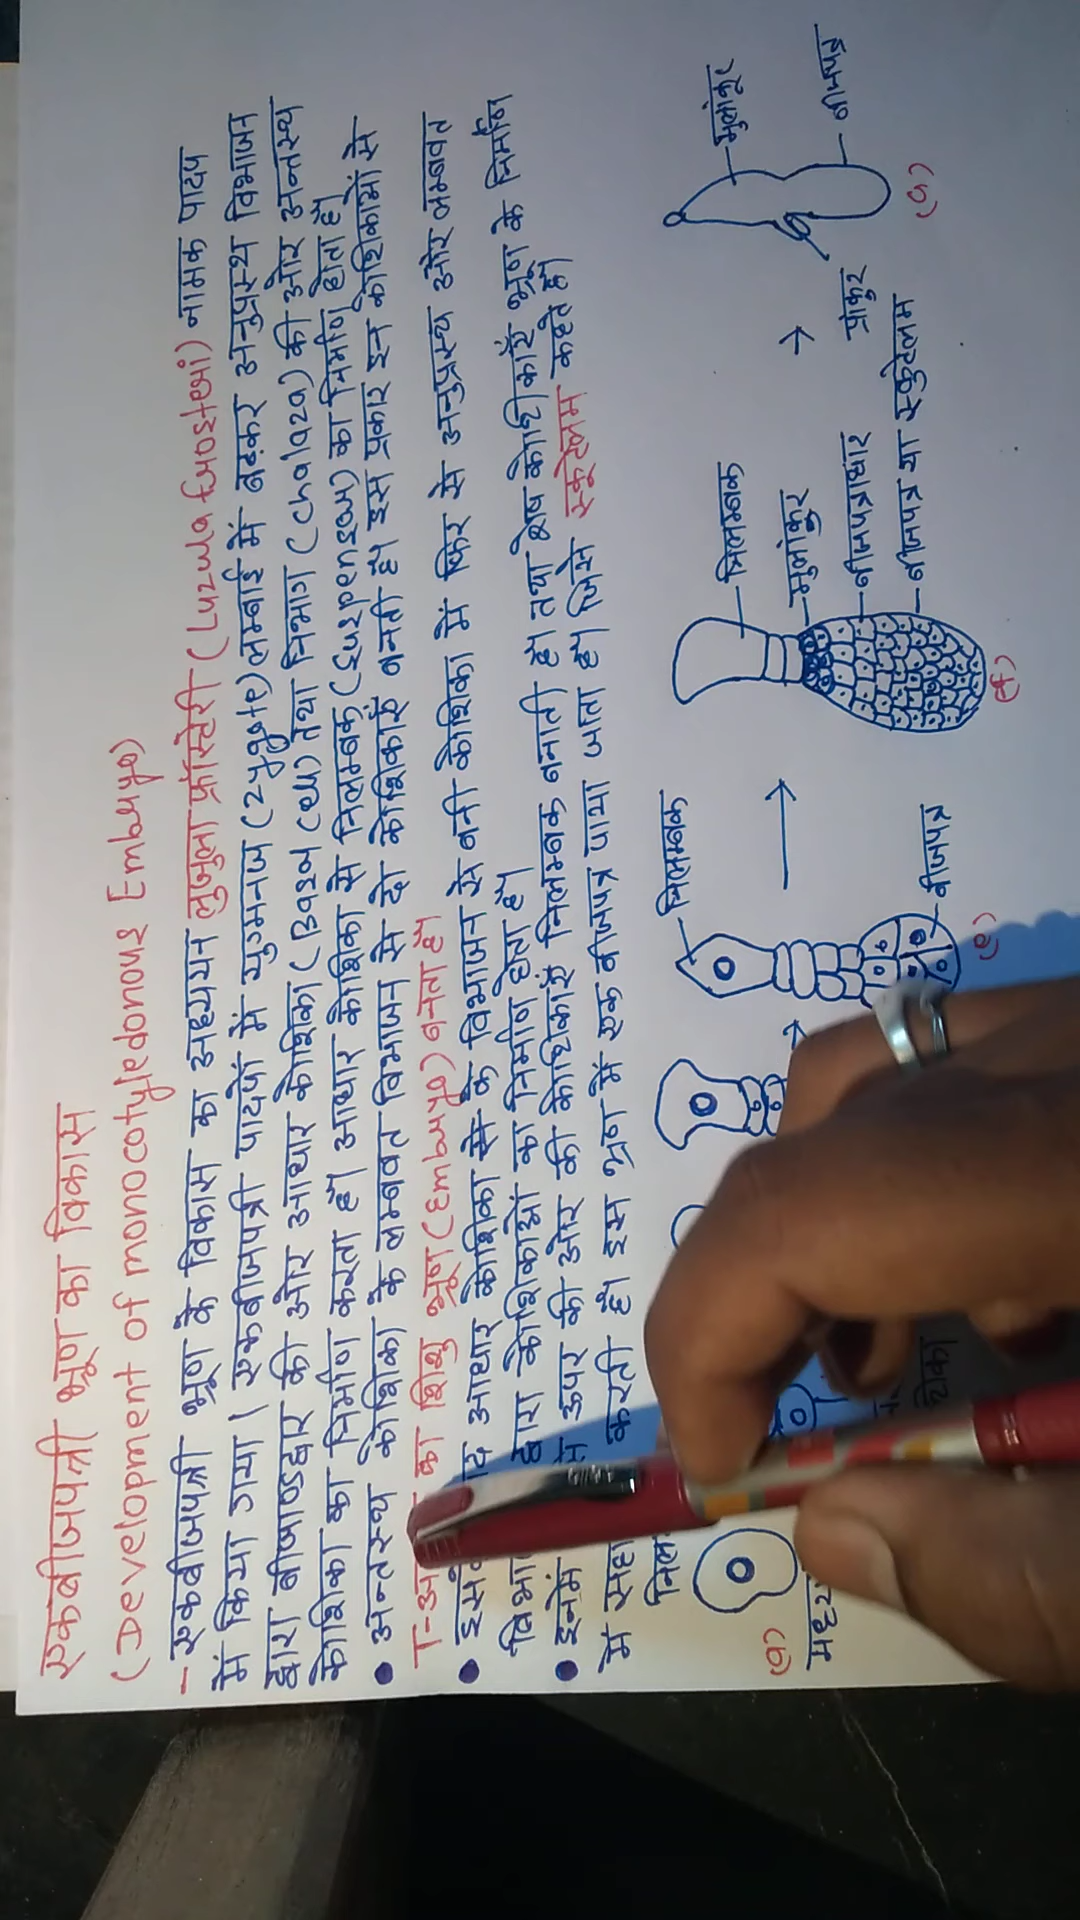 एकबीजपत्री भ्रूण का विकास
(Development of monocotyledonous Embryo)
- एकबीजपत्री भ्रूण के विकास का अध्ययन लुजुला फ्रॉस्टेरी (Luzula forsteri) नामक पादप
में किया गया। एकबीजपत्री पादपों में युग्मनज (Zygote) लम्बाई में बढ़कर अनुप्रस्थ विभाजन
द्वारा बीजाण्डद्वार की ओर आधार कोशिका (Basal cell) तथा निभाग (Chalaza) की ओर अन्तस्थ
कोशिका का निर्माण करता है। आधार कोशिका से निलम्बक (Suspensor) का निर्माण होता है।
• अन्तस्थ कोशिका के लम्बवत विभाजन से दो कोशिकाएँ बनती है। इस प्रकार इन कोशिकाओं से
का शिशु भ्रूण (Embryo) बनता है।
आधार कोशिका के विभाजन से बनी कोशिका में फिर से अनुप्रस्थ और लम्बवत
द्वारा कोशिकाओं का निर्माण होता है।
• इनमें ऊपर की ओर की कोशिकाएँ निलम्बक बनाती है। तथा शेष कोशिकाएँ भ्रूण के निर्माण
में करती है। इस भ्रूण में एक बीजपत्र पाया जाता है। जिसे स्कूटेलम कहते है।
निलम्बक
निलम्बक
मुलांकुर
मुलांकुर
बीजपत्राधार
बीजपत्र
बीजपत्र या स्कुटेलम
प्रांकुर
बीजपत्र
(a)
(e)
(f)
(g)